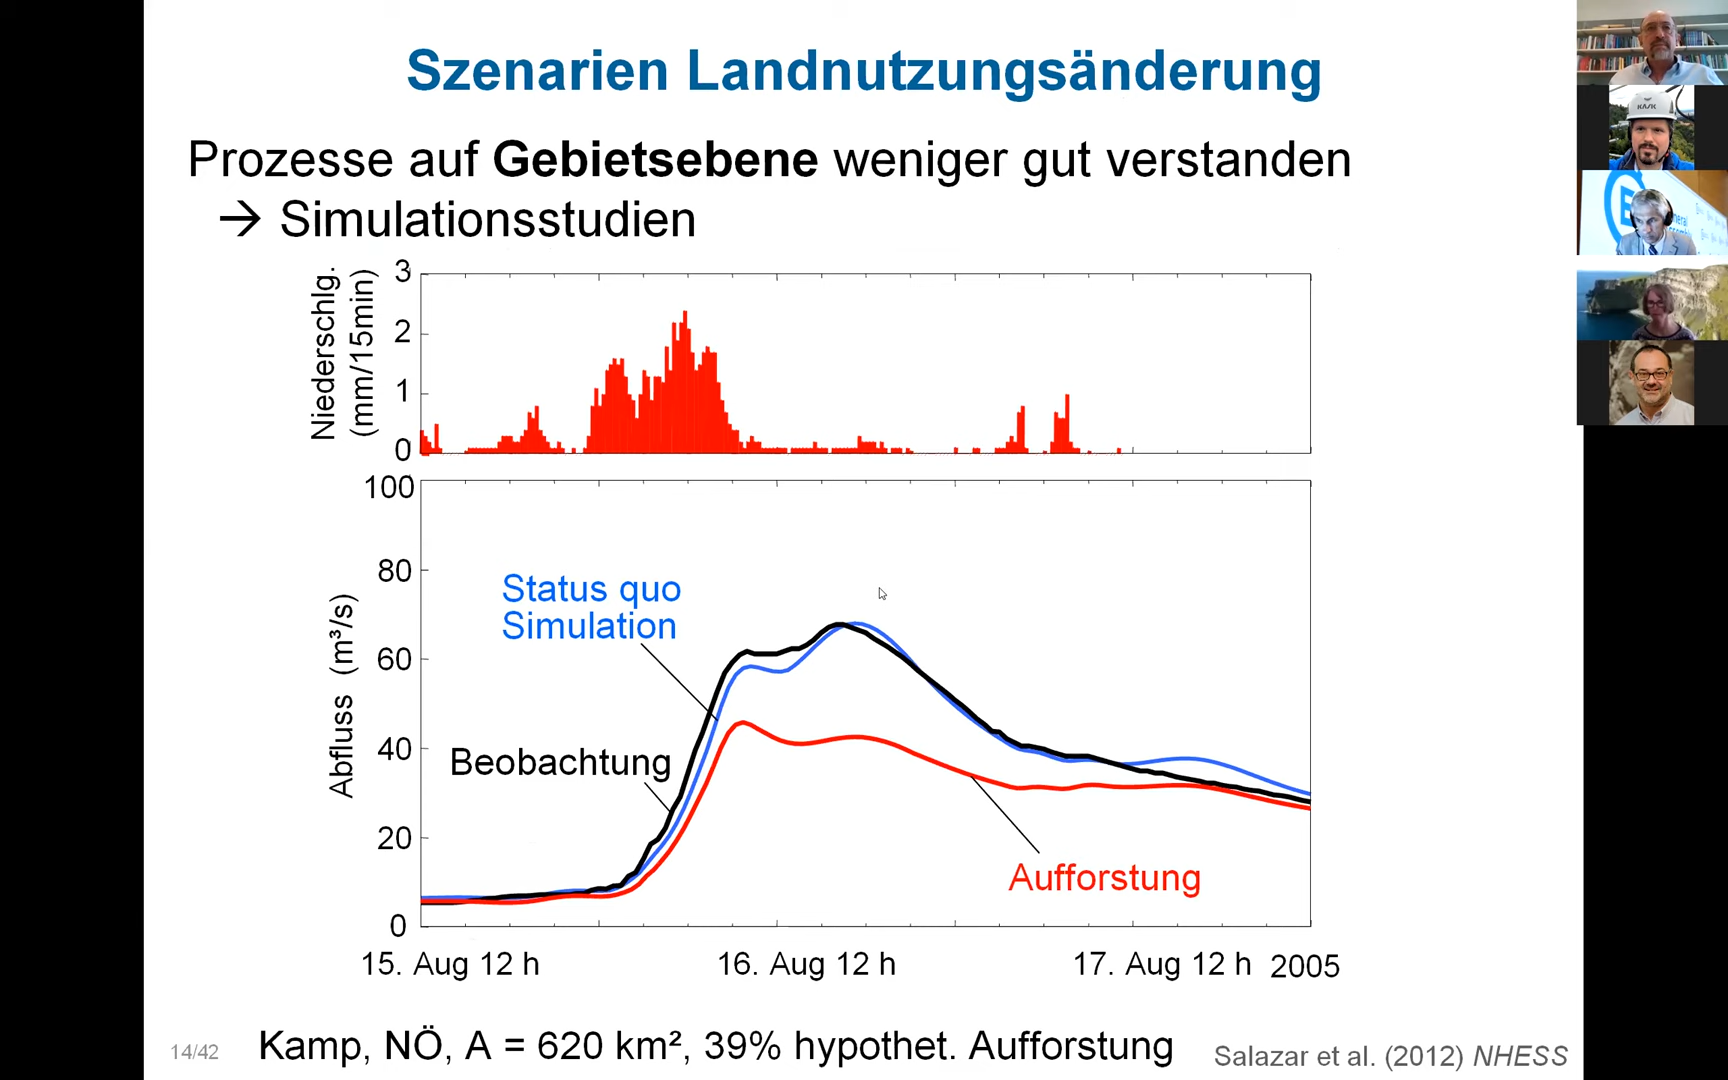 Szenarien Landnutzungsänderung
Prozesse auf Gebietsebene weniger gut verstanden
→ Simulationsstudien
Niederschlg.
(mm/15min)
3
2
1
0
Abfluss (m³/s)
100
80
60
40
20
0
Status quo
Simulation
Beobachtung
Aufforstung
15. Aug 12 h
16. Aug 12 h
17. Aug 12 h
2005
14/42
Kamp, NÖ, A = 620 km², 39% hypothet. Aufforstung
Salazar et al. (2012) NHESS
KASK